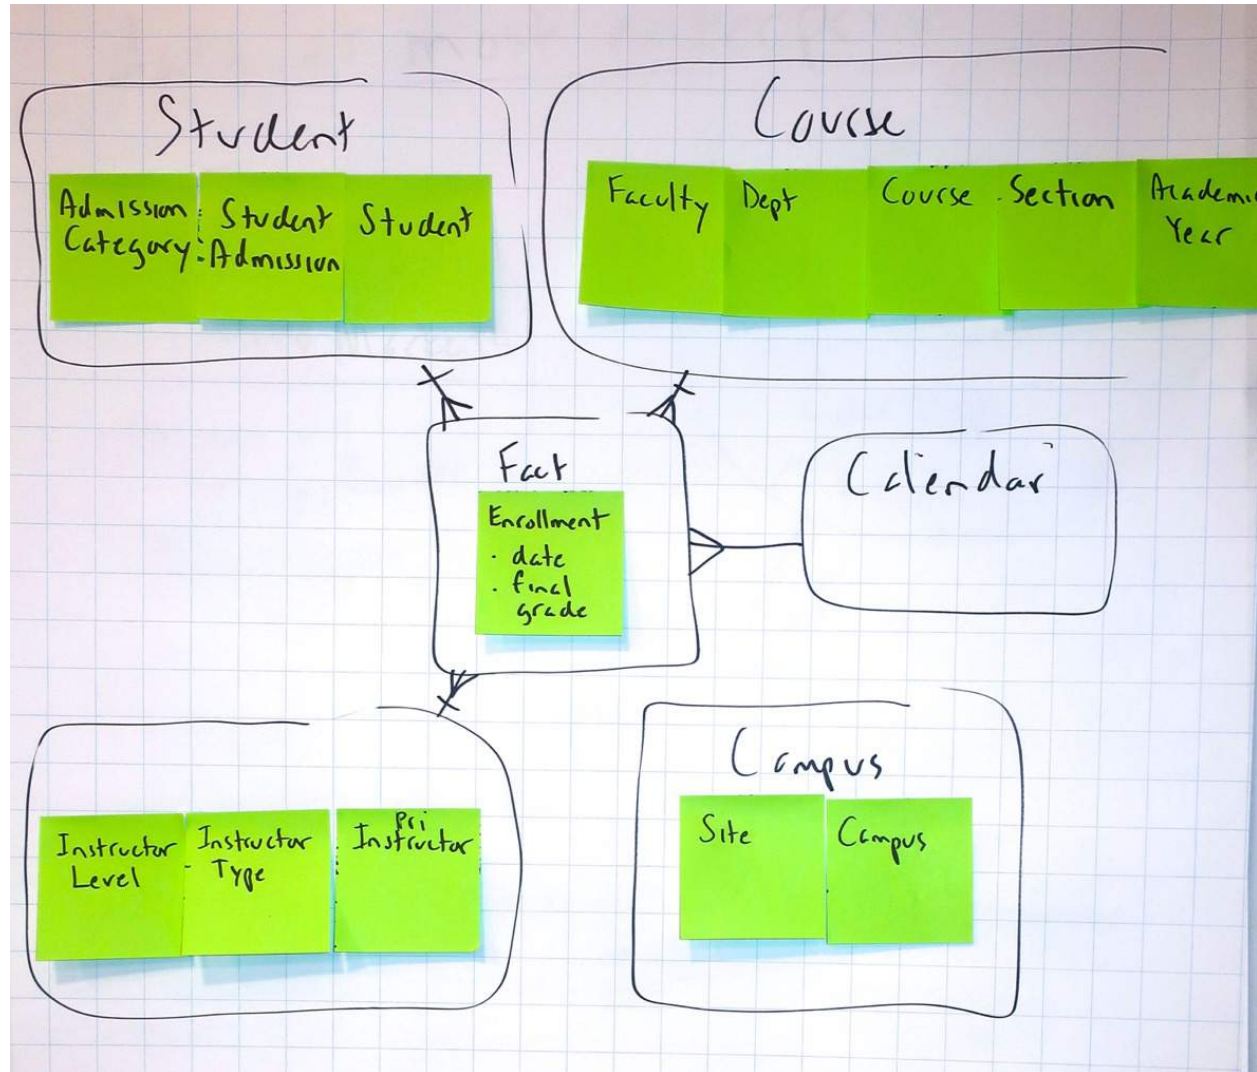 Student
Admission
Category
Student
Admission
Student
Course
Faculty
Dept
Course
Section
Academic
Year
Fact
Enrollment
· date
· final
grade
Calendar
Instructor
Level
Instructor
Type
Pri
Instructor
Campus
Site
Campus